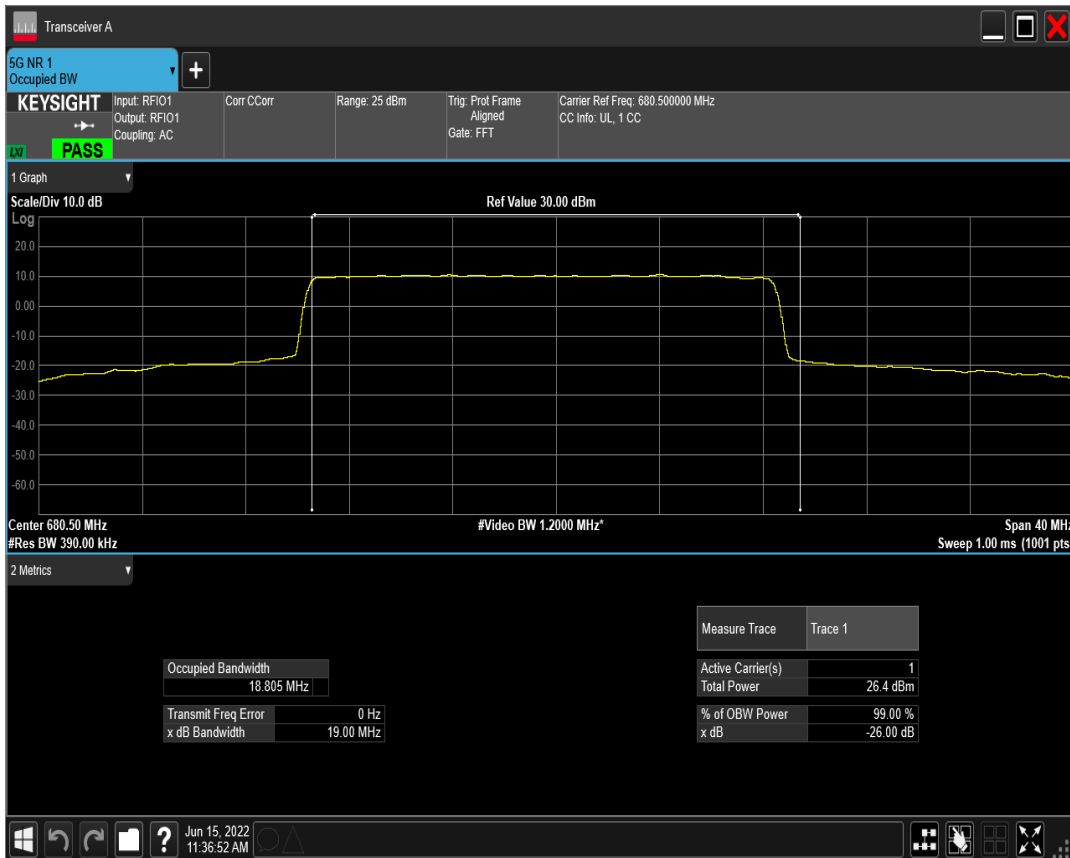 Transceiver A
5G NR 1
Occupied BW
+
KEYSIGHT
LXI
PASS
Input: RFIO1
Output: RFIO1
Coupling: AC
Corr CCorr
Range: 25 dBm
Trig: Prot Frame
Aligned
Gate: FFT
Carrier Ref Freq: 680.500000 MHz
CC Info: UL, 1 CC
1 Graph
Scale/Div 10.0 dB
Ref Value 30.00 dBm
Log
20.0
10.0
0.00
-10.0
-20.0
-30.0
-40.0
-50.0
-60.0
Center 680.50 MHz
#Video BW 1.2000 MHz*
Span 40 MHz
#Res BW 390.00 kHz
Sweep 1.00 ms (1001 pts
2 Metrics
Measure Trace Trace 1
Occupied Bandwidth
18.805 MHz
Active Carrier(s) 1
Total Power 26.4 dBm
Transmit Freq Error 0 Hz
x dB Bandwidth 19.00 MHz
% of OBW Power 99.00 %
x dB -26.00 dB
?
Jun 15, 2022
11:36:52 AM